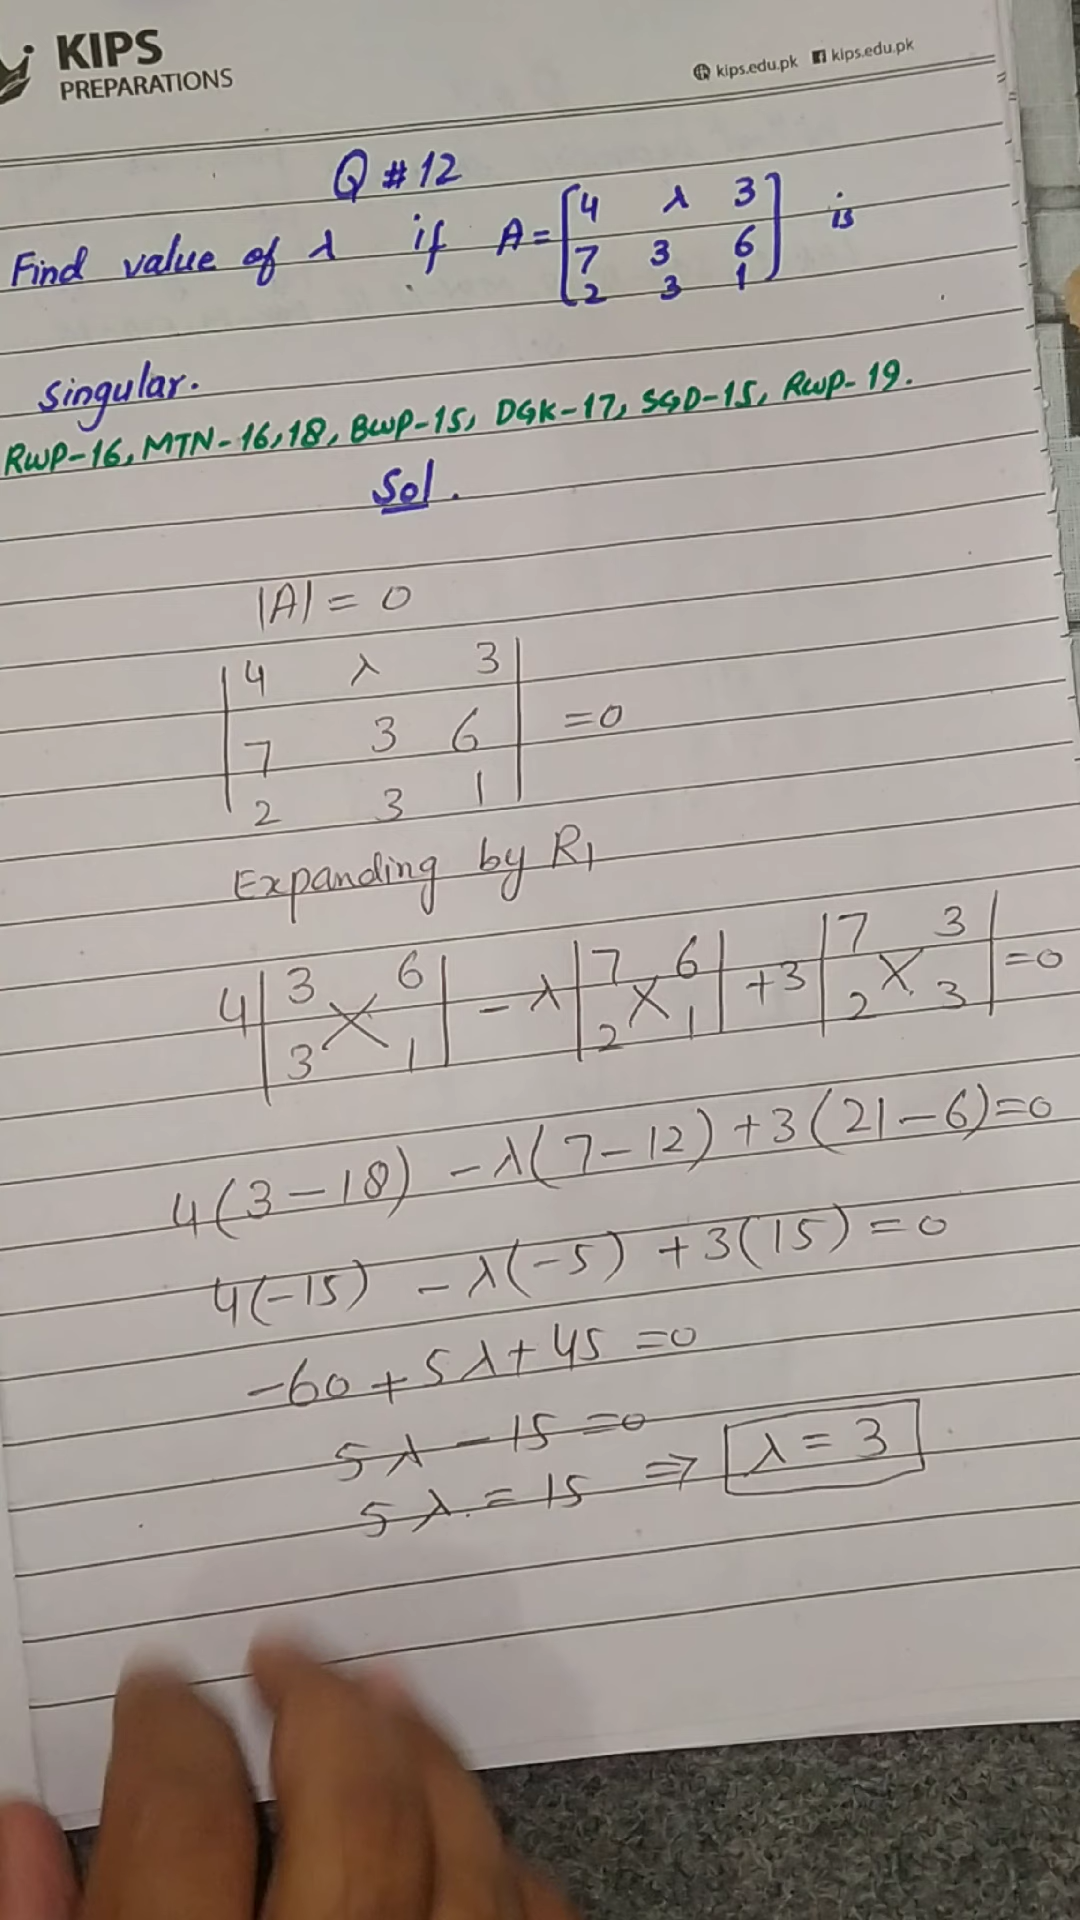 KIPS
PREPARATIONS
kips.edu.pk kips.edu.pk
Q # 12
Find value of λ if A = [4 λ 3
7 3 6
2 3 1] is
singular.
RWP-16, MTN-16,18, BWP-15, DGK-17, SGD-15, RWP-19.
Sol.
|A| = 0
|4 λ 3|
|7 3 6| = 0
|2 3 1|
Expanding by R1
4 |3 6| - λ |7 6| + 3 |7 3| = 0
|3 1| |2 1| |2 3|
4(3-18) - λ(7-12) + 3(21-6) = 0
4(-15) - λ(-5) + 3(15) = 0
-60 + 5λ + 45 = 0
5λ - 15 = 0
5λ = 15 ⇒ λ = 3